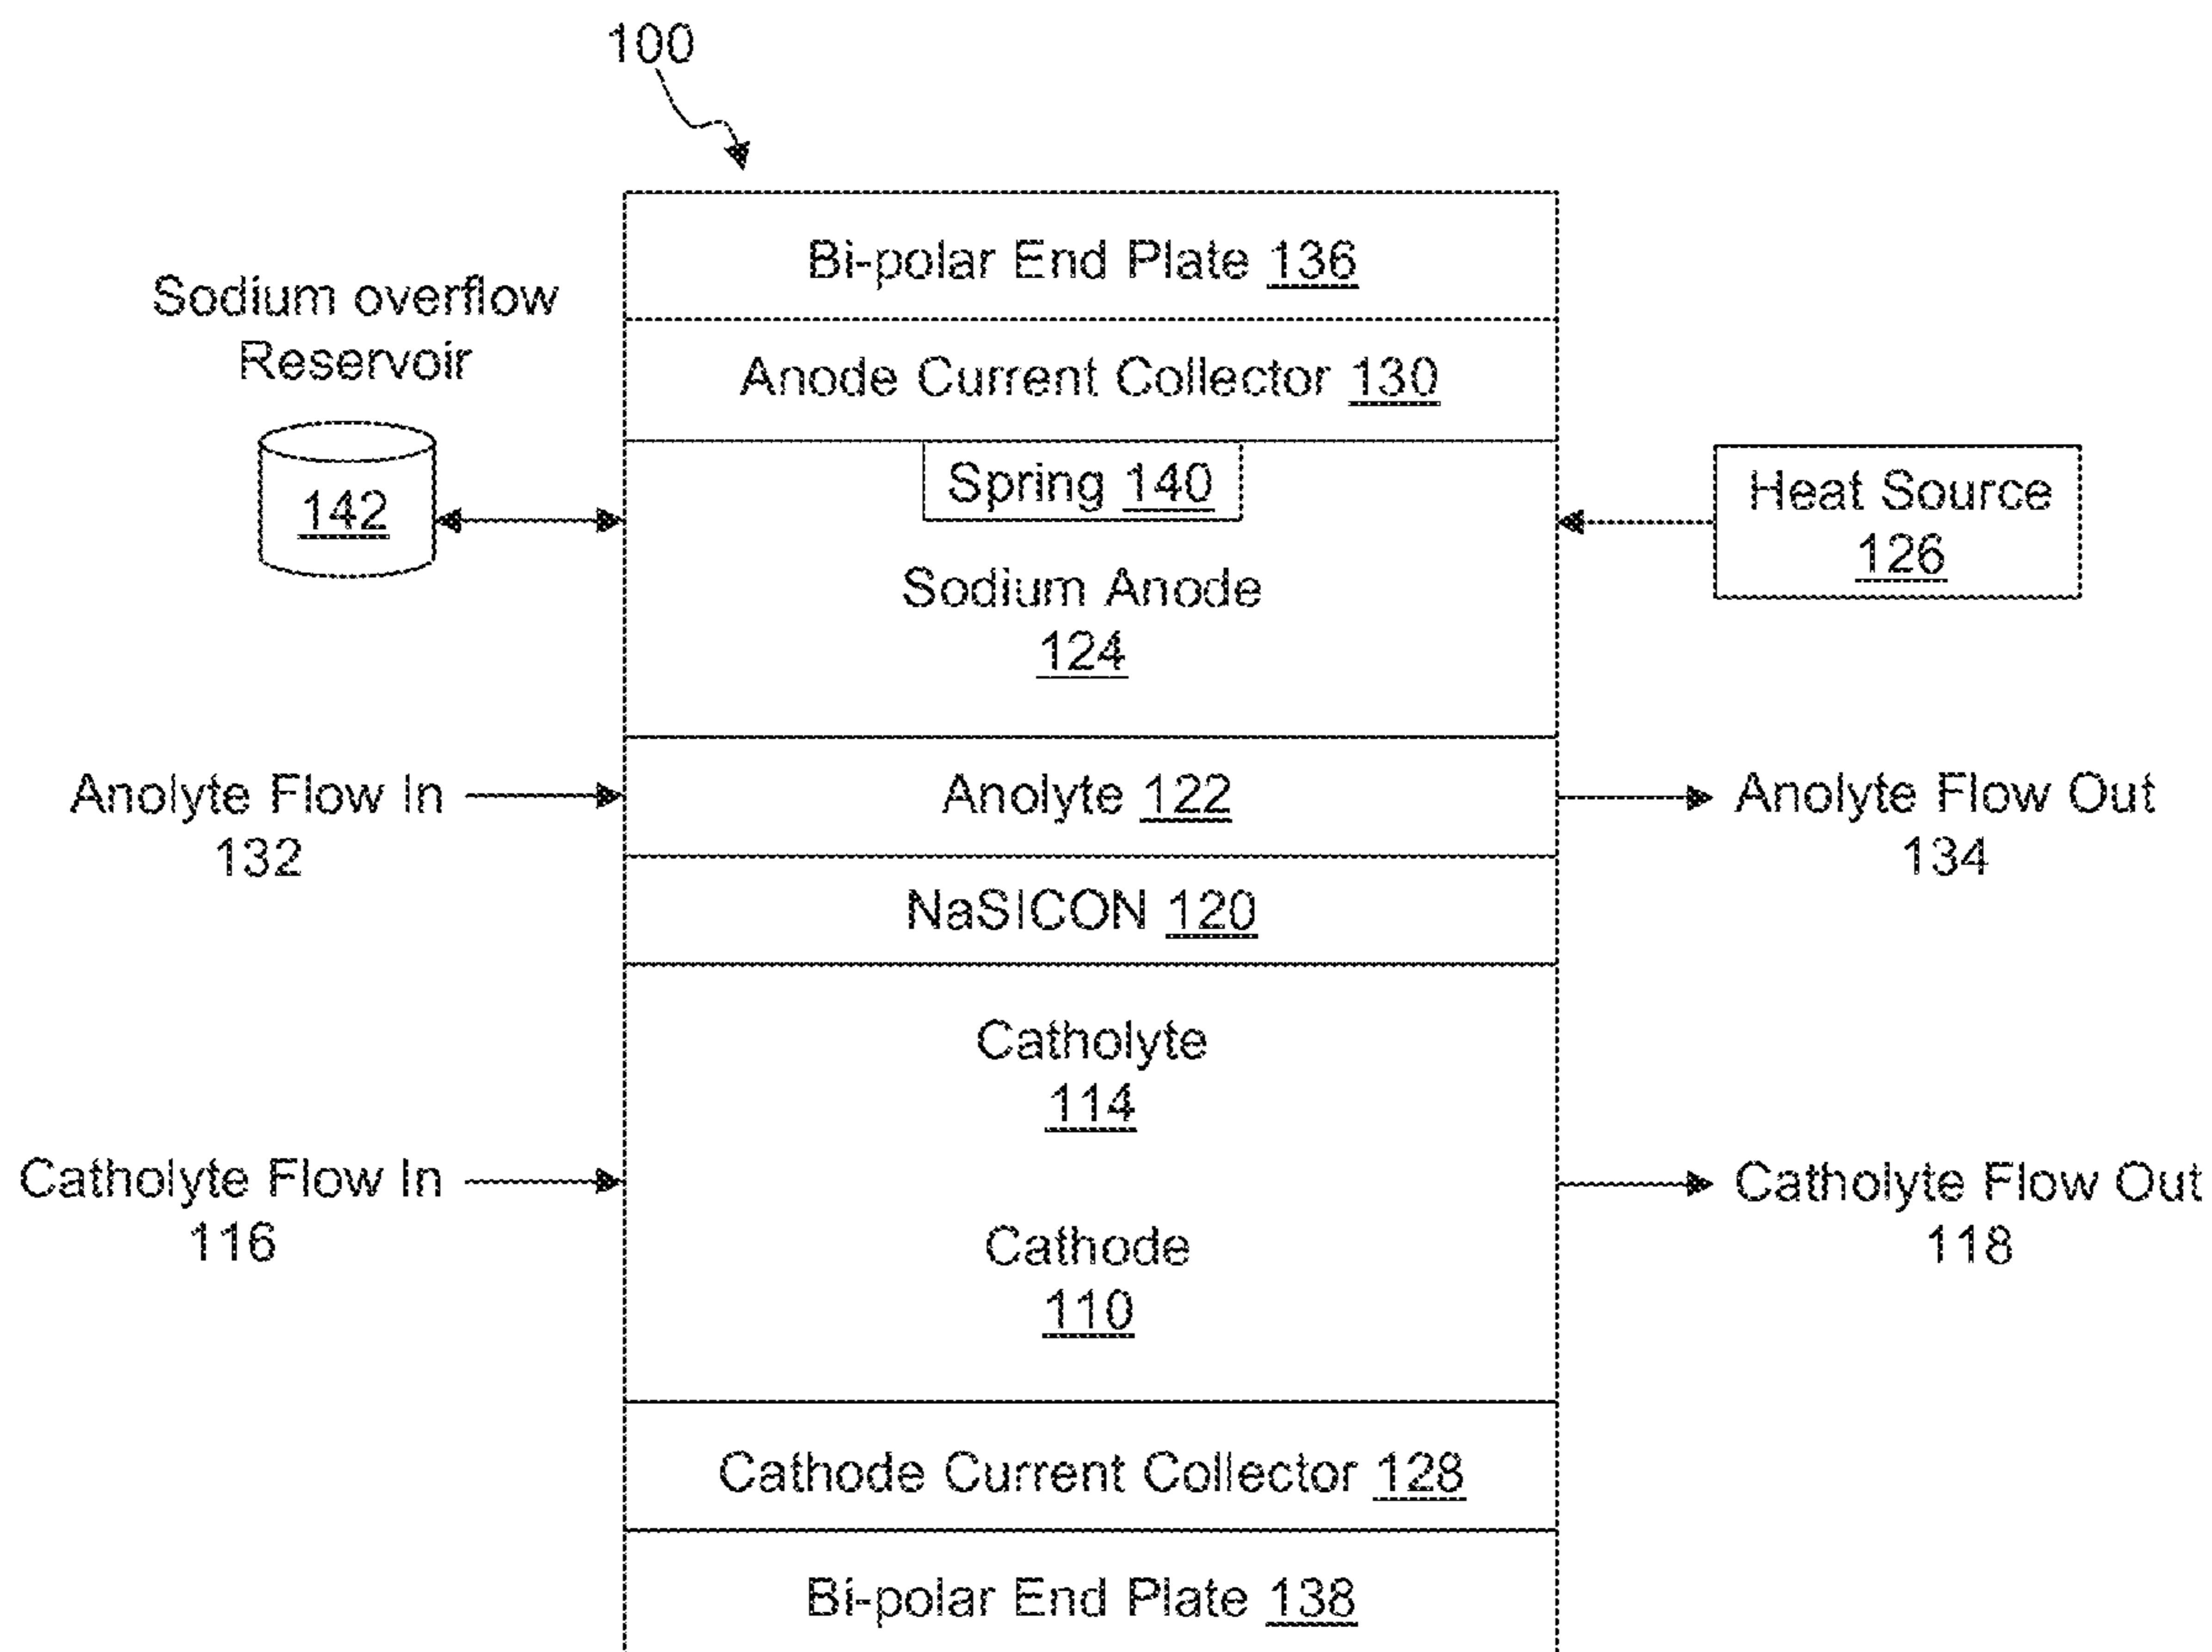 100
Bi-polar End Plate 136
Sodium overflow
Reservoir
142
Anode Current Collector 130
Spring 140
Heat Source
126
Sodium Anode
124
Anolyte Flow In
132
Anolyte 122
Anolyte Flow Out
134
NaSICON 120
Catholyte
114
Catholyte Flow In
116
Catholyte Flow Out
118
Cathode
110
Cathode Current Collector 128
Bi-polar End Plate 138